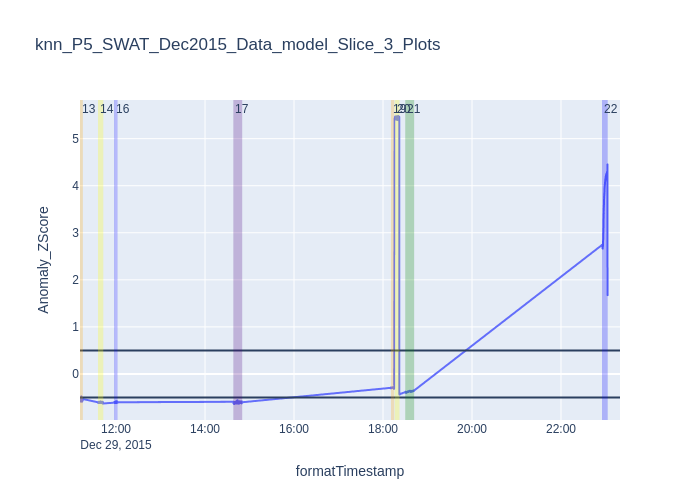 knn_P5_SWAT_Dec2015_Data_model_Slice_3_Plots
13 14 16 17 21 22
5
4
3
2
1
0
−5
Anomaly_ZScore
12:00 14:00 16:00 18:00 20:00 22:00
Dec 29, 2015
formatTimestamp